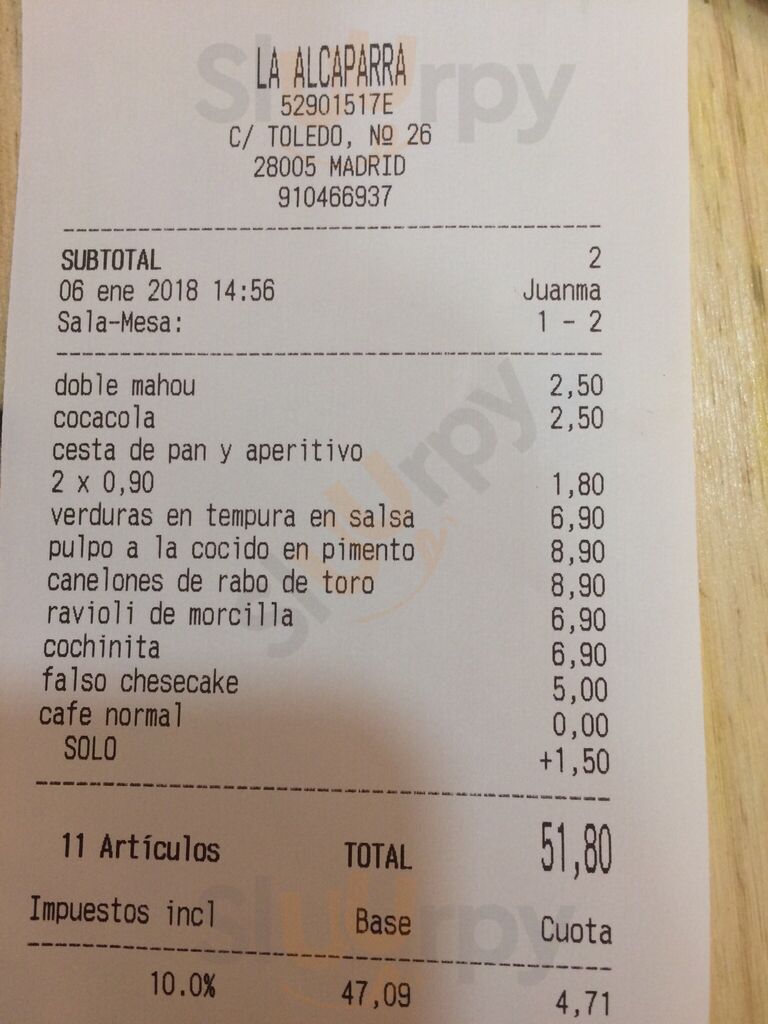 LA ALCAPARRA
52901517E
C/ TOLEDO, Nº 26
28005 MADRID
910466937
SUBTOTAL 2
06 ene 2018 14:56 Juanma
Sala-Mesa: 1 - 2
doble mahou 2,50
cocacola 2,50
cesta de pan y aperitivo
2 x 0,90 1,80
verduras en tempura en salsa 6,90
pulpo a la cocido en pimento 8,90
canelones de rabo de toro 8,90
ravioli de morcilla 6,90
cochinita 6,90
falso chesecake 5,00
cafe normal 0,00
SOLO +1,50
11 Artículos TOTAL 51,80
Impuestos incl Base Cuota
10.0% 47,09 4,71
Sluurpy
Sluurpy
Sluurpy